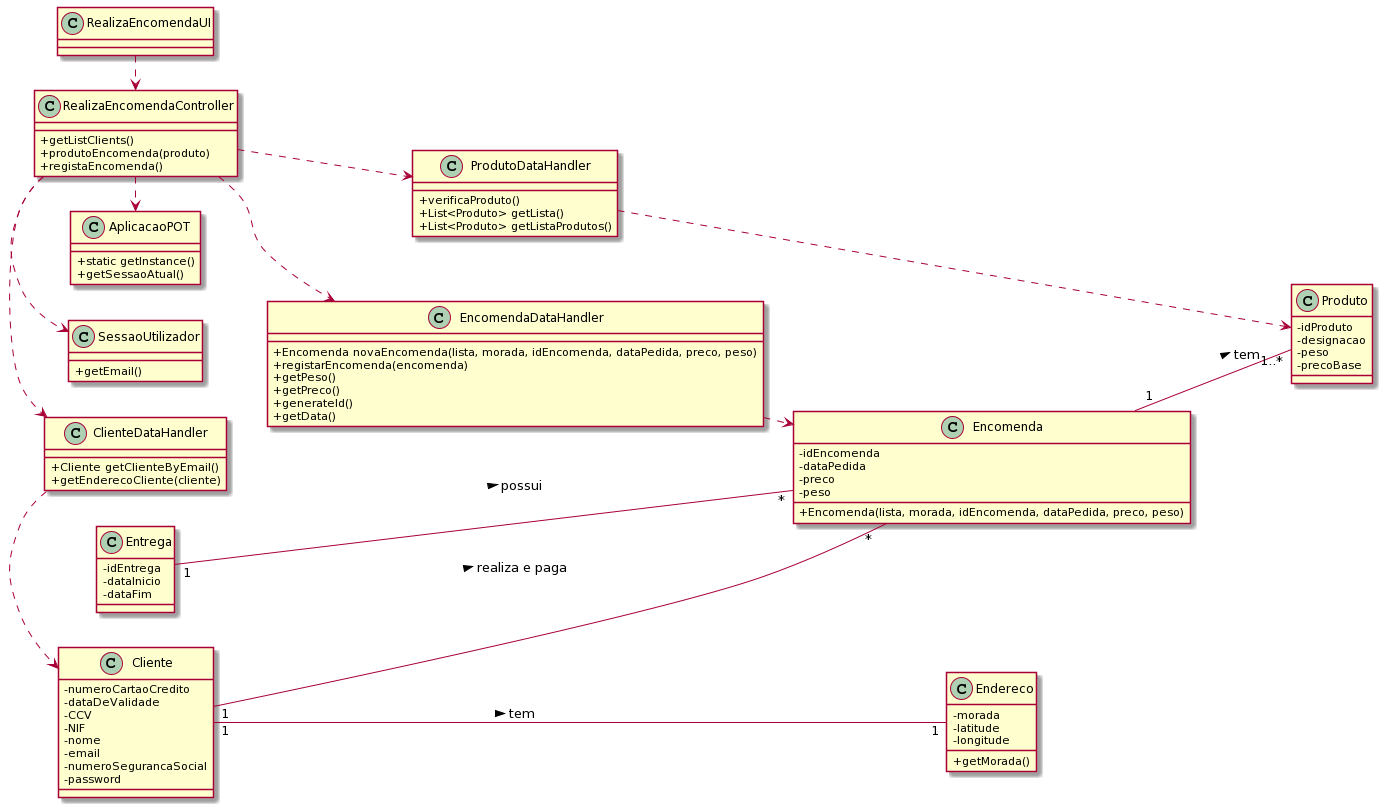 C RealizaEncomendaUI
C RealizaEncomendaController
+getListClients()
+produtoEncomenda(produto)
+registaEncomenda()
C ProdutoDataHandler
+verificaProduto()
+List<Produto> getLista()
+List<Produto> getListaProdutos()
C AplicacaoPOT
+static getInstance()
+getSessaoAtual()
C Produto
-idProduto
-designacao
-peso
-precoBase
C EncomendaDataHandler
+Encomenda novaEncomenda(lista, morada, idEncomenda, dataPedida, preco, peso)
+registarEncomenda(encomenda)
+getPeso()
+getPreco()
+generateId()
+getData()
C SessaoUtilizador
+getEmail()
tem
1..*
1
C ClienteDataHandler
+Cliente getClienteByEmail()
+getEnderecoCliente(cliente)
C Encomenda
-idEncomenda
-dataPedida
-preco
-peso
+Encomenda(lista, morada, idEncomenda, dataPedida, preco, peso)
possui
*
C Entrega
-idEntrega
-dataInicio
-dataFim
1
*
realiza e paga
C Cliente
-numeroCartaoCredito
-dataDeValidade
-CCV
-NIF
-nome
-email
-numeroSegurancaSocial
-password
1
tem
1
1
C Endereco
-morada
-latitude
-longitude
+getMorada()